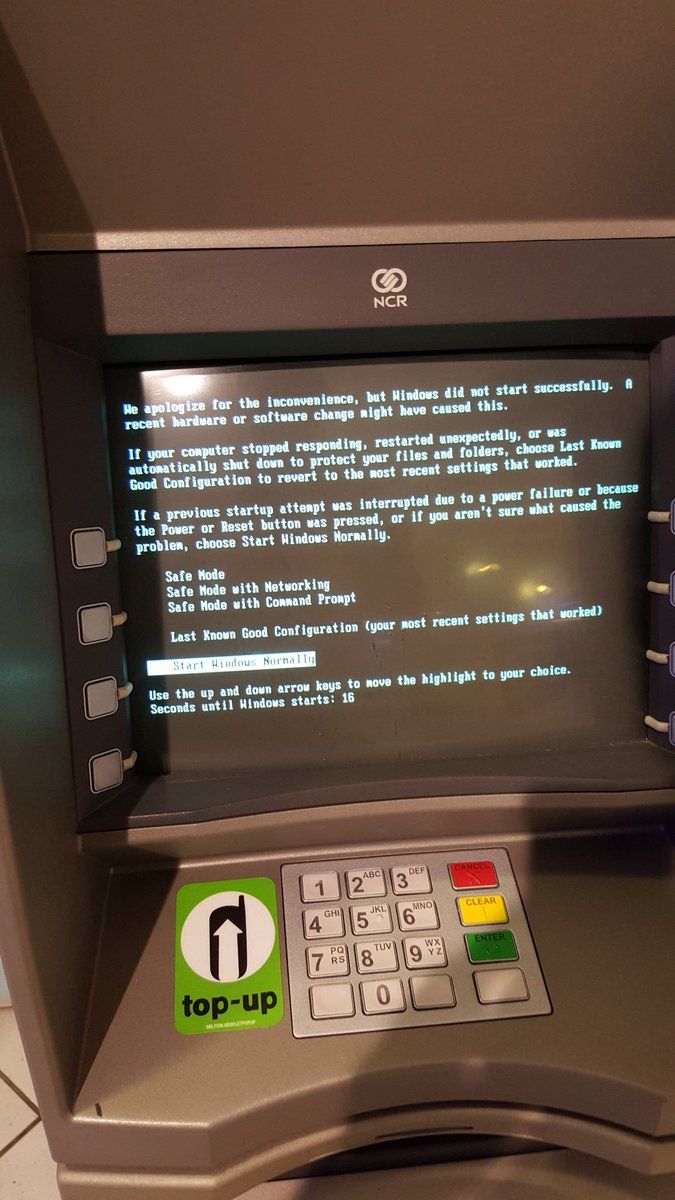 NCR
We apologize for the inconvenience, but Windows did not start successfully. A
recent hardware or software change might have caused this.
If your computer stopped responding, restarted unexpectedly, or was
automatically shut down to protect your files and folders, choose Last Known
Good Configuration to revert to the most recent settings that worked.
If a previous startup attempt was interrupted due to a power failure or because
the Power or Reset button was pressed, or if you aren't sure what caused the
problem, choose Start Windows Normally.
Safe Mode
Safe Mode with Networking
Safe Mode with Command Prompt
Last Known Good Configuration (your most recent settings that worked)
Start Windows Normally
Use the up and down arrow keys to move the highlight to your choice.
Seconds until Windows starts: 16
1 2 ABC 3 DEF CANCEL
4 GHI 5 JKL 6 MNO CLEAR
7 PQRS 8 TUV 9 WXYZ ENTER
0
top-up